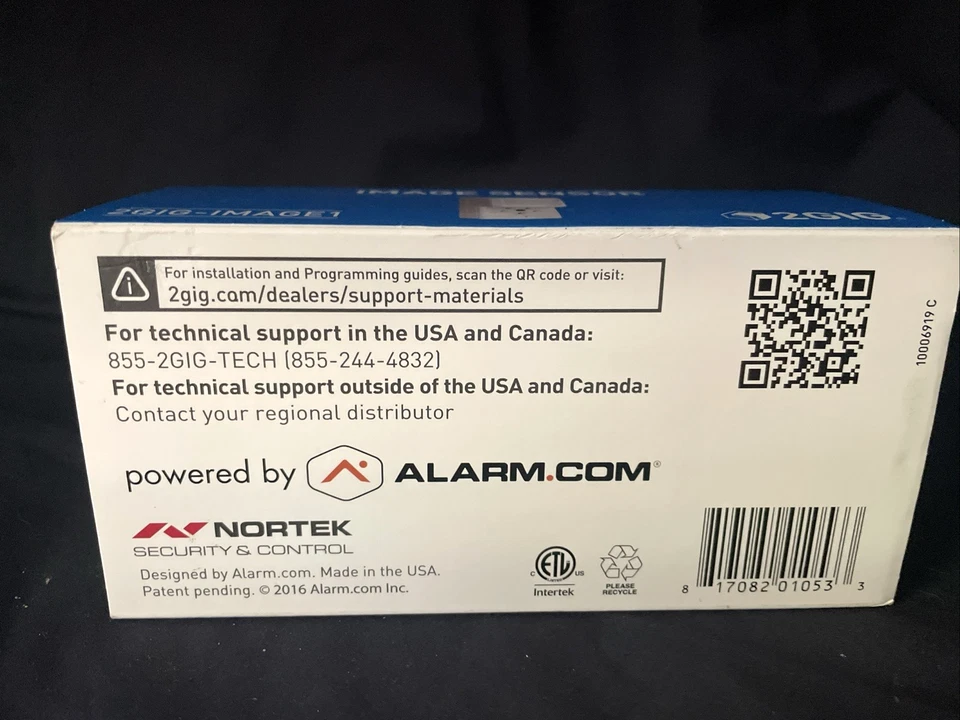 IMAGE SENSOR
2GIG-IMAGE1
2GIG
For installation and Programming guides, scan the QR code or visit:
2gig.com/dealers/support-materials
For technical support in the USA and Canada:
855-2GIG-TECH (855-244-4832)
For technical support outside of the USA and Canada:
Contact your regional distributor
10006919 C
powered by ALARM.COM®
NORTEK
SECURITY & CONTROL
Designed by Alarm.com. Made in the USA.
Patent pending. © 2016 Alarm.com Inc.
C ETL US
Intertek
PLEASE
RECYCLE
8 17082 01053 3